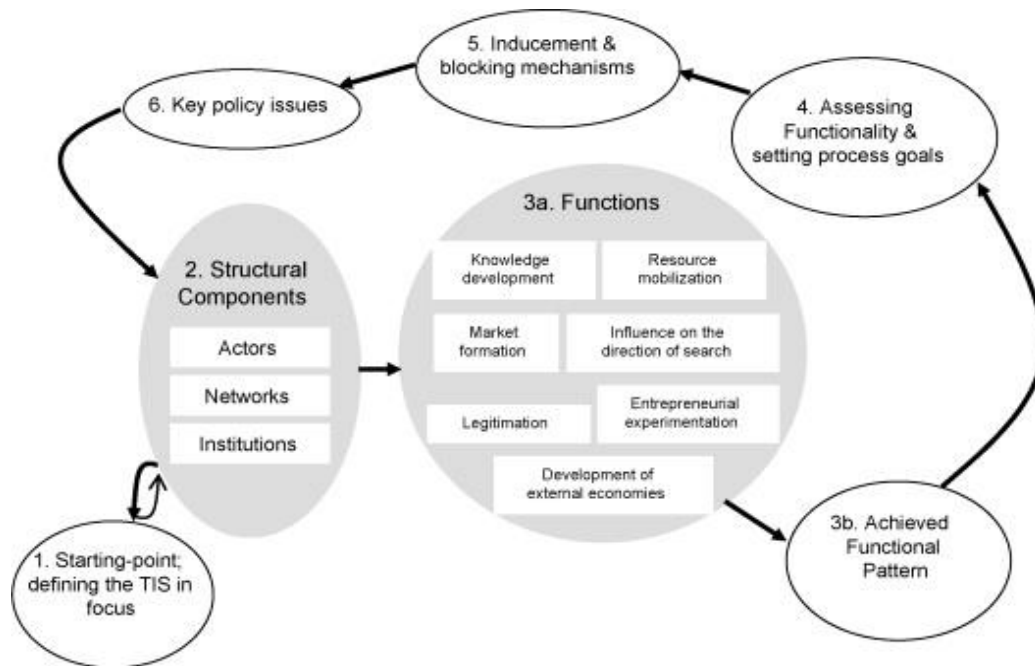 1. Starting-point;
defining the TIS in
focus
2. Structural
Components
Actors
Networks
Institutions
3a. Functions
Knowledge
development
Resource
mobilization
Market
formation
Influence on the
direction of search
Legitimation
Entrepreneurial
experimentation
Development of
external economies
3b. Achieved
Functional
Pattern
4. Assessing
Functionality &
setting process goals
5. Inducement &
blocking mechanisms
6. Key policy issues